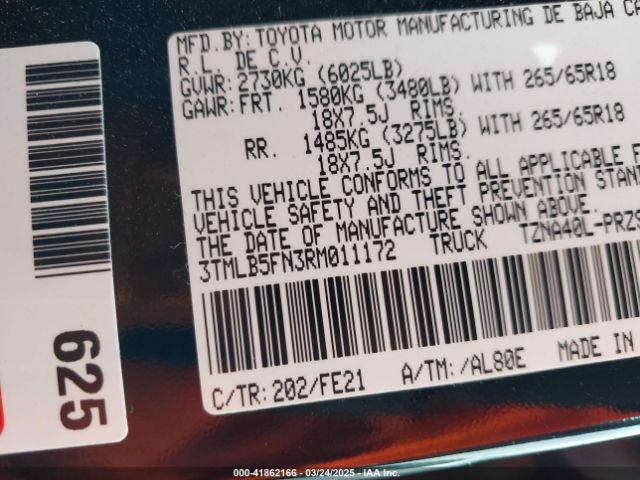 MFD.BY: TOYOTA MOTOR MANUFACTURING DE BAJA
R.L. DE C.V.
GVWR: 2730KG (6025LB)
GAWR: FRT. 1580KG (3480LB) WITH 265/65R18
18X7.5J RIMS,
RR. 1485KG (3275LB) WITH 265/65R18
18X7.5J RIMS.
THIS VEHICLE CONFORMS TO ALL APPLICABLE
VEHICLE SAFETY AND THEFT PREVENTION
THE DATE OF MANUFACTURE SHOWN ABOVE.
3TMLB5FN3RM011172 TRUCK TZNA40L-PRZS
C/TR: 202/FE21 A/TM: /AL80E MADE IN
625
000-41862166 — 03/24/2025 — IAA Inc.